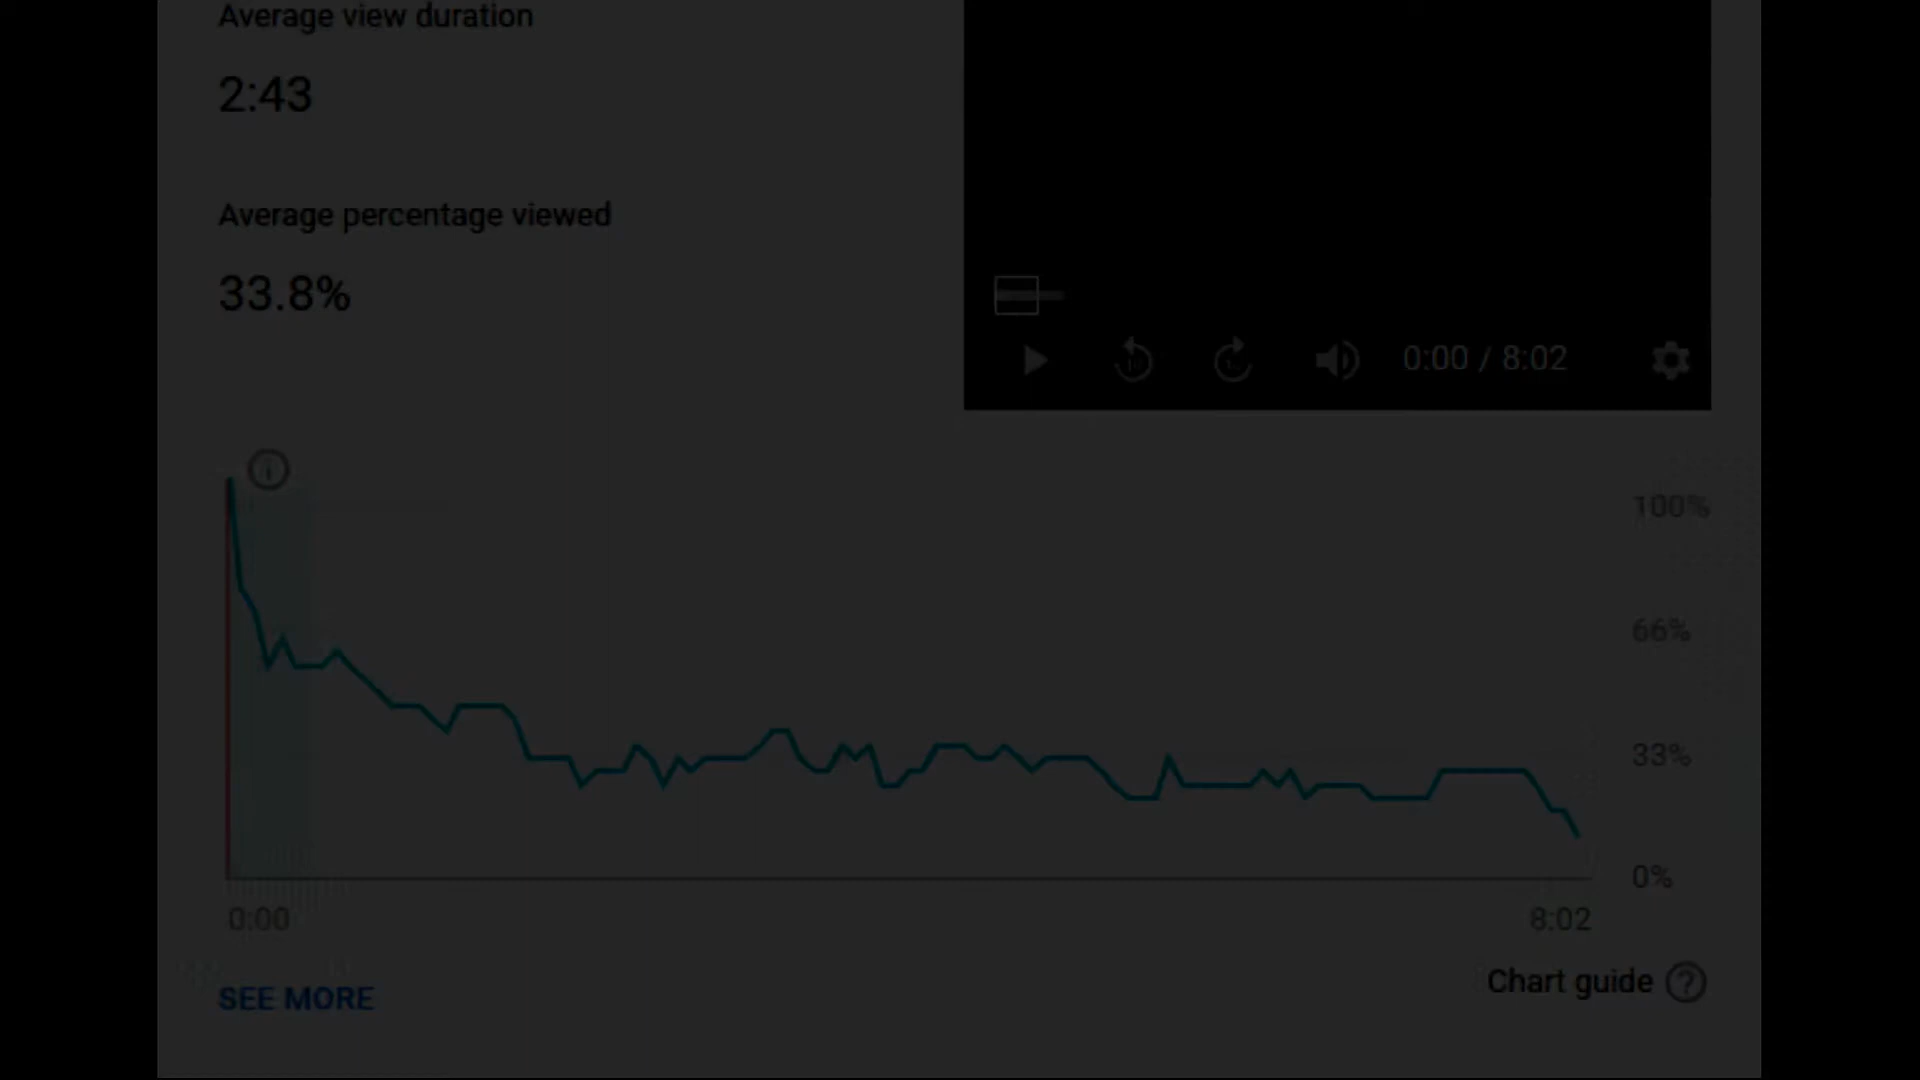 Average view duration
2:43
Average percentage viewed
33.8%
0:00 / 8:02
100%
66%
33%
0%
0:00
8:02
SEE MORE
Chart guide